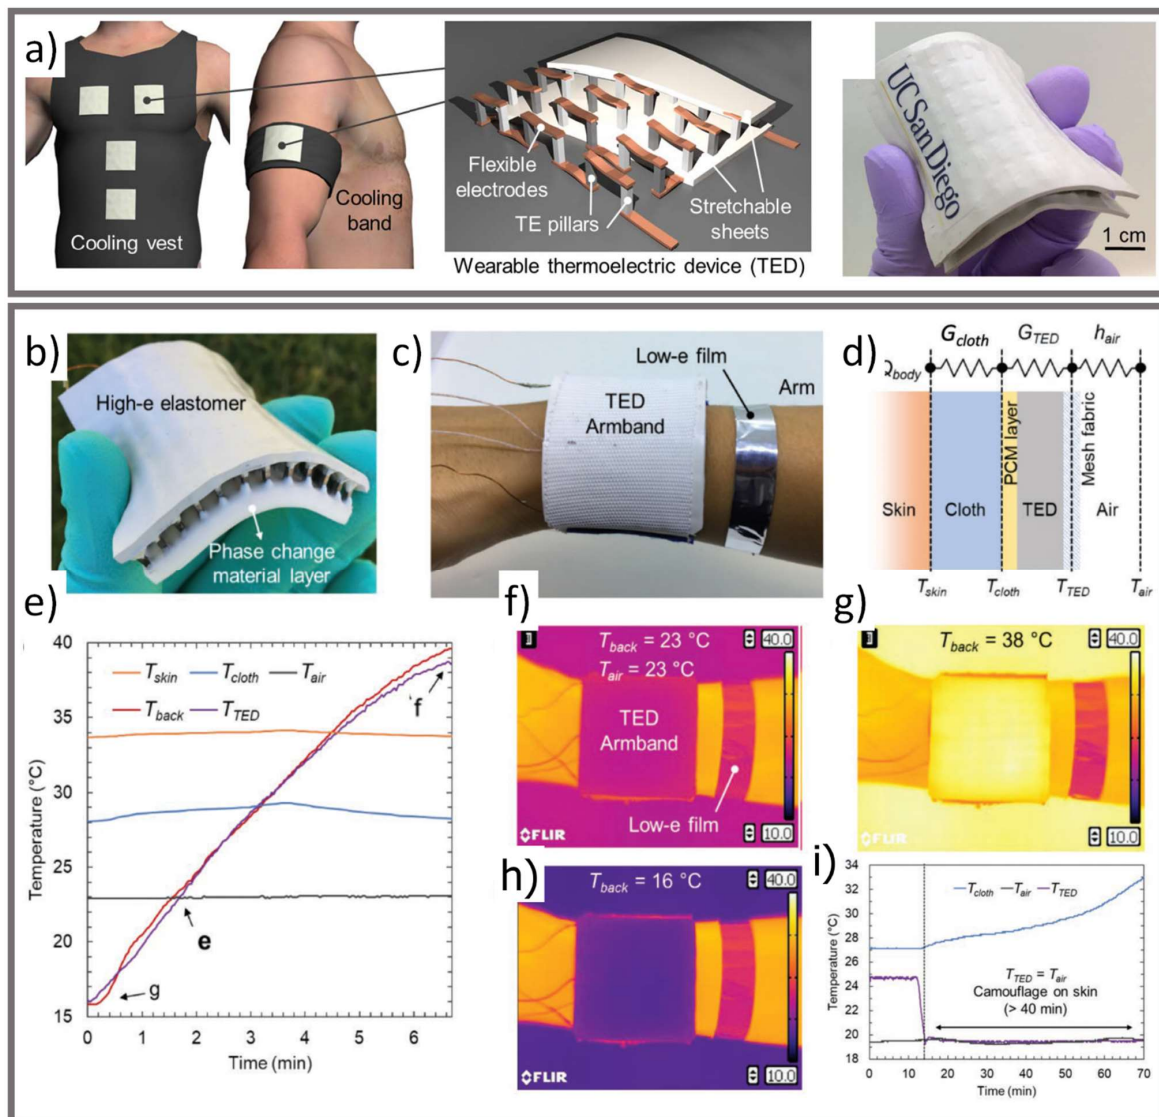 a)
Cooling vest
Cooling
band
Flexible
electrodes
TE pillars
Stretchable
sheets
Wearable thermoelectric device (TED)
UC San Diego
1 cm
b)
High-e elastomer
Phase change
material layer
c)
Low-e film
Arm
TED
Armband
d)
G_cloth
G_TED
h_air
Q_body
Skin
Cloth
PCM layer
TED
Mesh fabric
Air
T_skin
T_cloth
T_TED
T_air
e)
T_skin
T_cloth
T_air
T_back
T_TED
Temperature (°C)
40
35
30
25
20
15
f
e
g
0
1
2
3
4
5
6
Time (min)
f)
T_back = 23 °C
T_air = 23 °C
40.0
TED
Armband
Low-e film
FLIR
10.0
g)
T_back = 38 °C
40.0
FLIR
10.0
h)
T_back = 16 °C
40.0
FLIR
10.0
i)
T_cloth
T_air
T_TED
Temperature (°C)
34
32
30
28
26
24
22
20
18
T_TED = T_air
Camouflage on skin
(> 40 min)
0
10
20
30
40
50
60
70
Time (min)